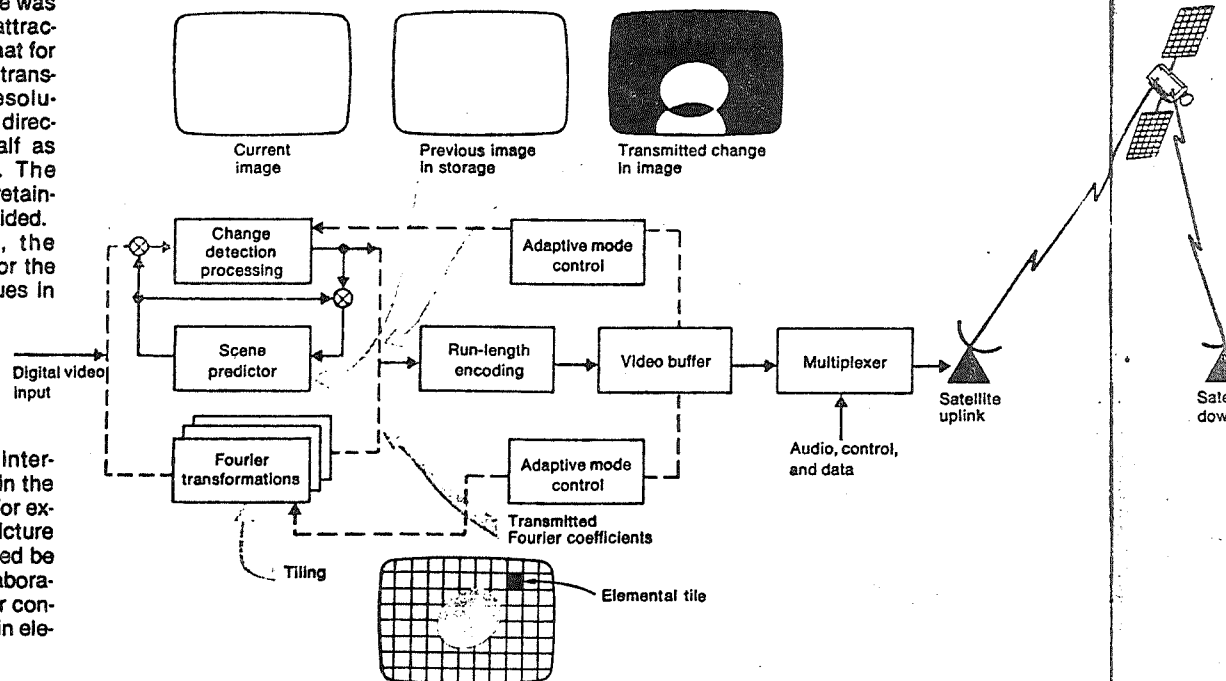 e was
attrac-
nat for
trans-
esolu-
direc-
alf as
. The
retain-
ided.
, the
or the
ues in
Inter-
in the
for ex-
icture
ed be
abora-
r con-
in ele-
Current
image
Previous image
in storage
Transmitted change
in image
Change
detection
processing
Adaptive mode
control
Digital video
input
Scene
predictor
Run-length
encoding
Video buffer
Multiplexer
Satellite
uplink
Sate
dow
Audio, control,
and data
Fourier
transformations
Adaptive mode
control
Transmitted
Fourier coefficients
Tiling
Elemental tile